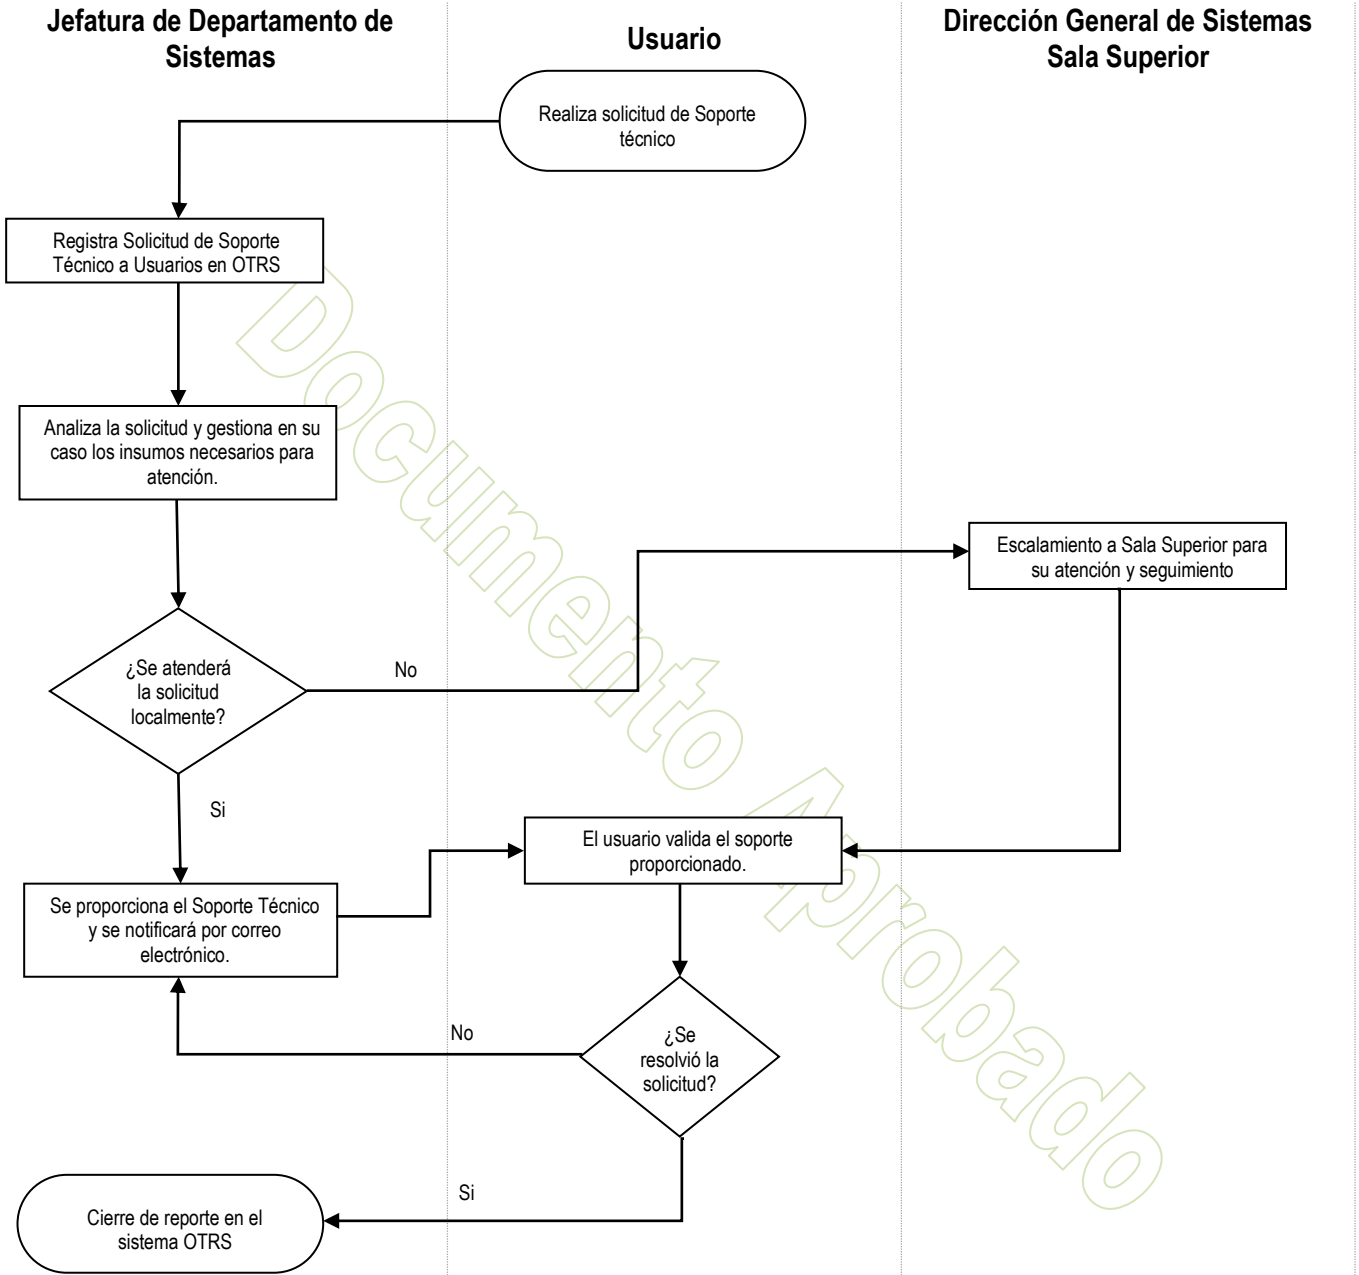 Jefatura de Departamento de
Sistemas
Usuario
Dirección General de Sistemas
Sala Superior
Realiza solicitud de Soporte
técnico
Registra Solicitud de Soporte
Técnico a Usuarios en OTRS
Analiza la solicitud y gestiona en su
caso los insumos necesarios para
atención.
Escalamiento a Sala Superior para
su atención y seguimiento
¿Se atenderá
la solicitud
localmente?
No
Si
El usuario valida el soporte
proporcionado.
Se proporciona el Soporte Técnico
y se notificará por correo
electrónico.
No
¿Se
resolvió la
solicitud?
Si
Cierre de reporte en el
sistema OTRS
Documento Aprobado